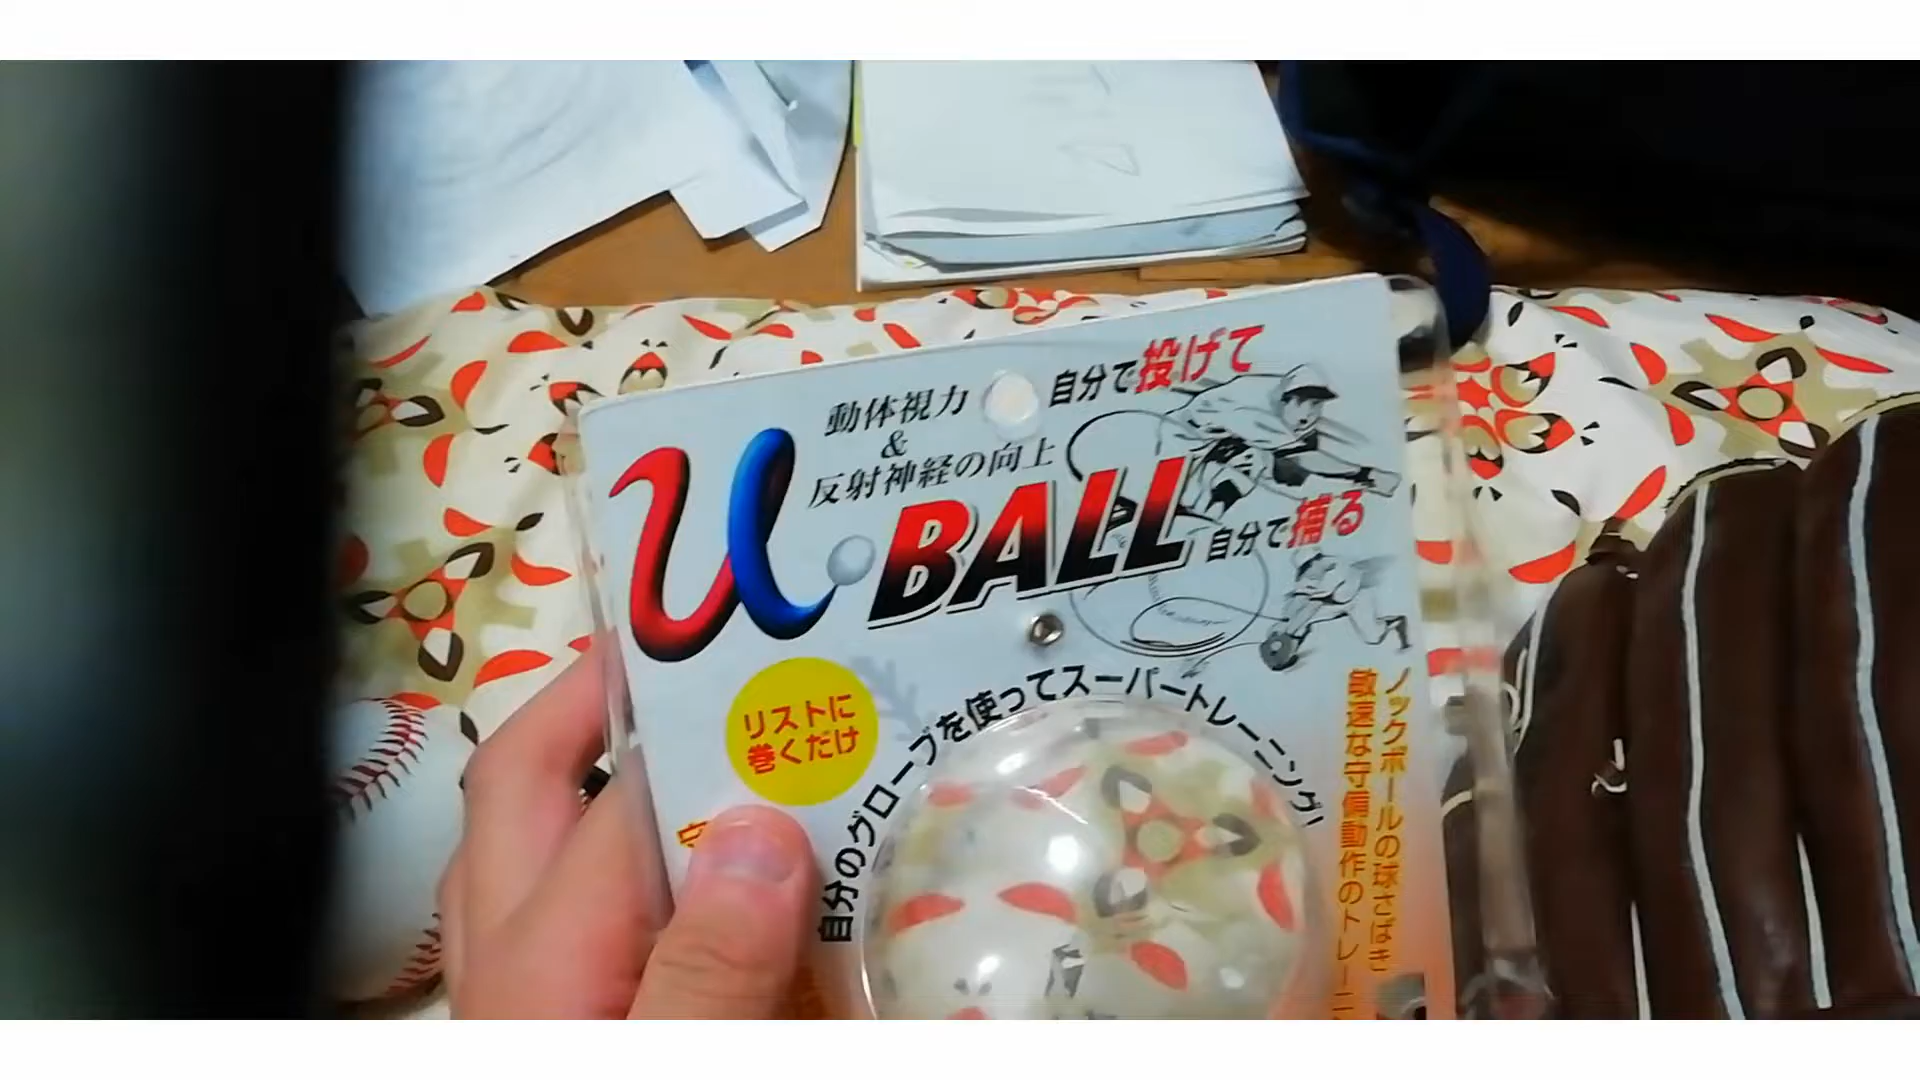 動体視力
&
反射神経の向上
自分で投げて
U BALL
自分で捕る
リストに
巻くだけ
自分のグローブを使ってスーパートレーニング!
ノックボールの球さばき
敏速な守備動作のトレーニ
守